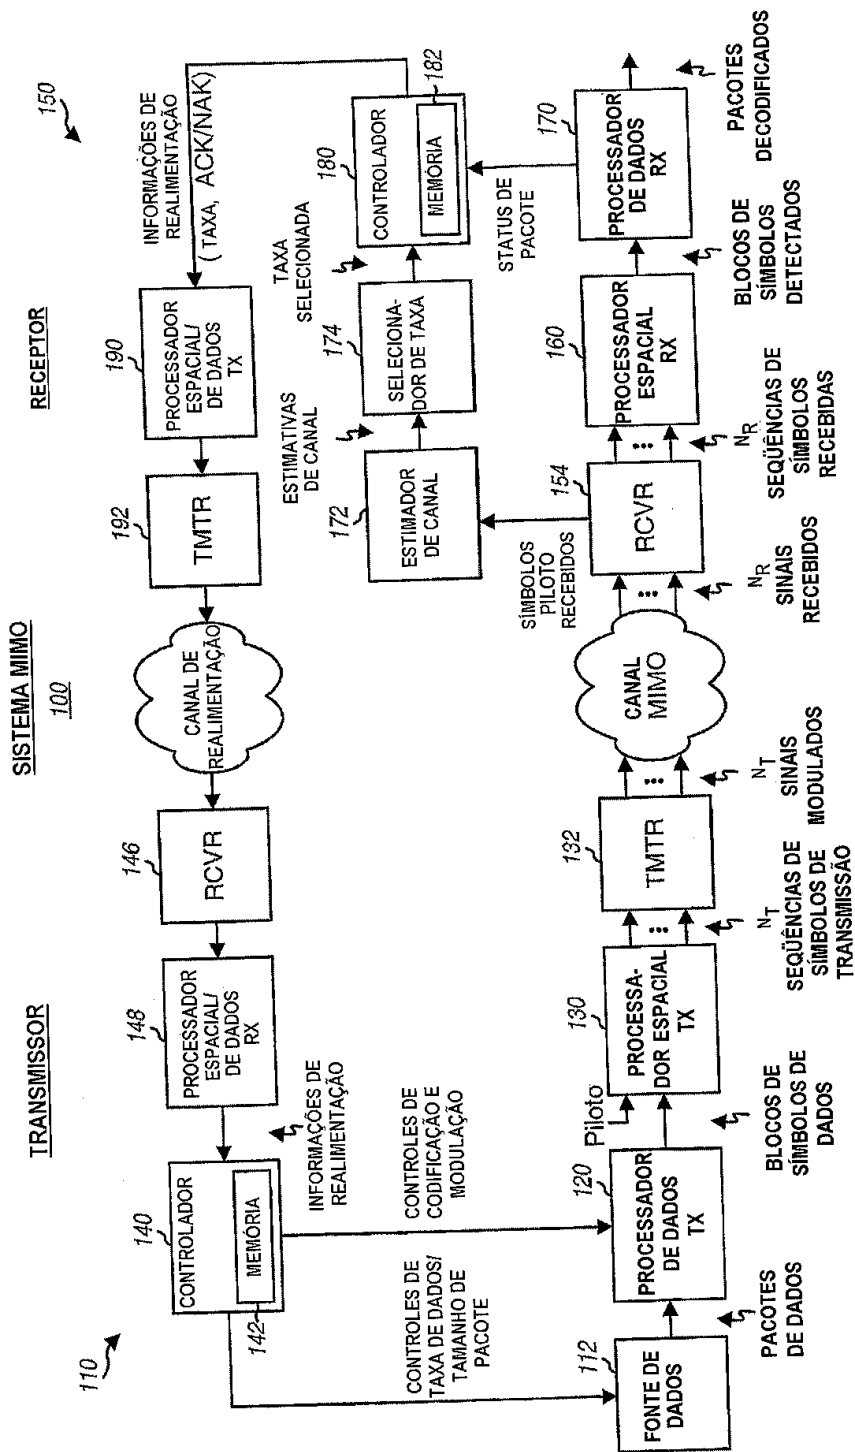 SISTEMA MIMO
100
TRANSMISSOR
RECEPTOR
110
150
140
CONTROLADOR
MEMÓRIA
142
INFORMAÇÕES DE
REALIMENTAÇÃO
148
PROCESSADOR
ESPACIAL/
DE DADOS
RX
146
RCVR
CANAL DE
REALIMENTAÇÃO
192
TMTR
190
PROCESSADOR
ESPACIAL/
DE DADOS
TX
INFORMAÇÕES DE
REALIMENTAÇÃO
(TAXA, ACK/NAK)
CONTROLES DE
TAXA DE DADOS/
TAMANHO DE
PACOTE
CONTROLES DE
CODIFICAÇÃO E
MODULAÇÃO
172
ESTIMADOR
DE CANAL
ESTIMATIVAS
DE CANAL
174
SELECIONA-
DOR DE TAXA
TAXA
SELECIONADA
180
CONTROLADOR
MEMÓRIA
182
SÍMBOLOS
PILOTO
RECEBIDOS
STATUS DE
PACOTE
112
FONTE DE
DADOS
PACOTES
DE DADOS
120
PROCESSADOR
DE DADOS
TX
BLOCOS DE
SÍMBOLOS DE
DADOS
Piloto
130
PROCESSA-
DOR ESPACIAL
TX
...
NT
SEQÜÊNCIAS DE
SÍMBOLOS DE
TRANSMISSÃO
132
TMTR
...
NT
SINAIS
MODULADOS
CANAL
MIMO
...
NR
SINAIS
RECEBIDOS
154
RCVR
...
NR
SEQÜÊNCIAS DE
SÍMBOLOS
RECEBIDAS
160
PROCESSADOR
ESPACIAL
RX
BLOCOS DE
SÍMBOLOS
DETECTADOS
170
PROCESSADOR
DE DADOS
RX
PACOTES
DECODIFICADOS